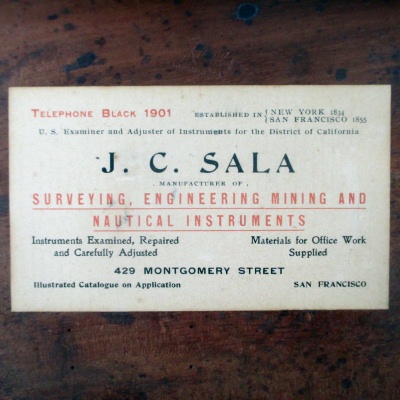 TELEPHONE BLACK 1901 ESTABLISHED IN { NEW YORK 1834
{ SAN FRANCISCO 1855
U. S. Examiner and Adjuster of Instruments for the District of California
J. C. SALA
. MANUFACTURER OF .
SURVEYING, ENGINEERING MINING AND
NAUTICAL INSTRUMENTS
Instruments Examined, Repaired Materials for Office Work
and Carefully Adjusted Supplied
429 MONTGOMERY STREET
Illustrated Catalogue on Application SAN FRANCISCO